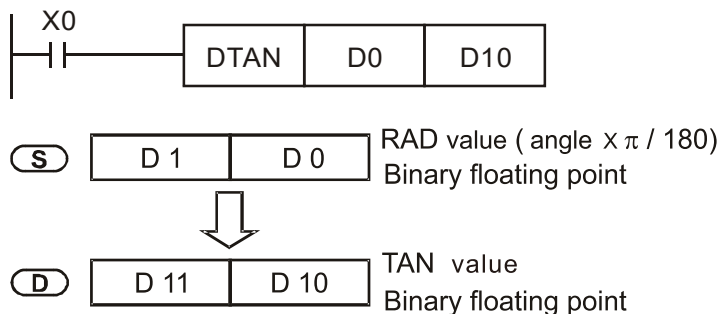 X0
DTAN D0 D10
S D 1 D 0 RAD value ( angle x π / 180)
Binary floating point
D D 11 D 10 TAN value
Binary floating point